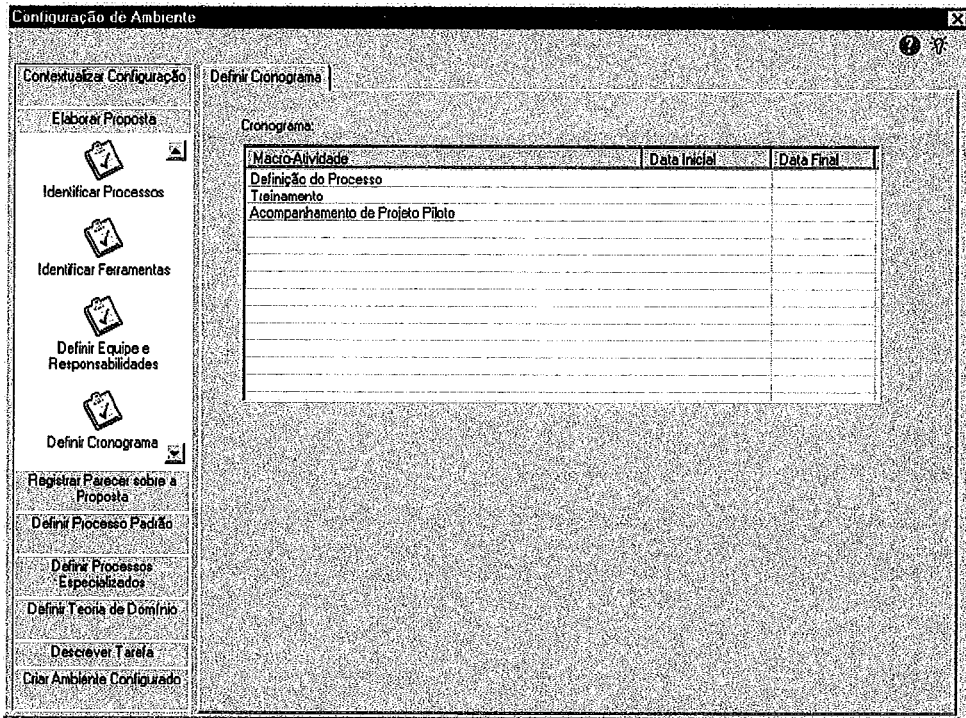 Configuração de Ambiente
Contextualizar Configuração
Elaborar Proposta
Identificar Processos
Identificar Ferramentas
Definir Equipe e
Responsabilidades
Definir Cronograma
Registrar Parecer sobre a
Proposta
Definir Processo Padrão
Definir Processos
Especializados
Definir Teoria de Domínio
Descrever Tarefa
Criar Ambiente Configurado
Definir Cronograma
Cronograma:
Macro-Atividade Data Inicial Data Final
Definição do Processo
Treinamento
Acompanhamento de Projeto Piloto